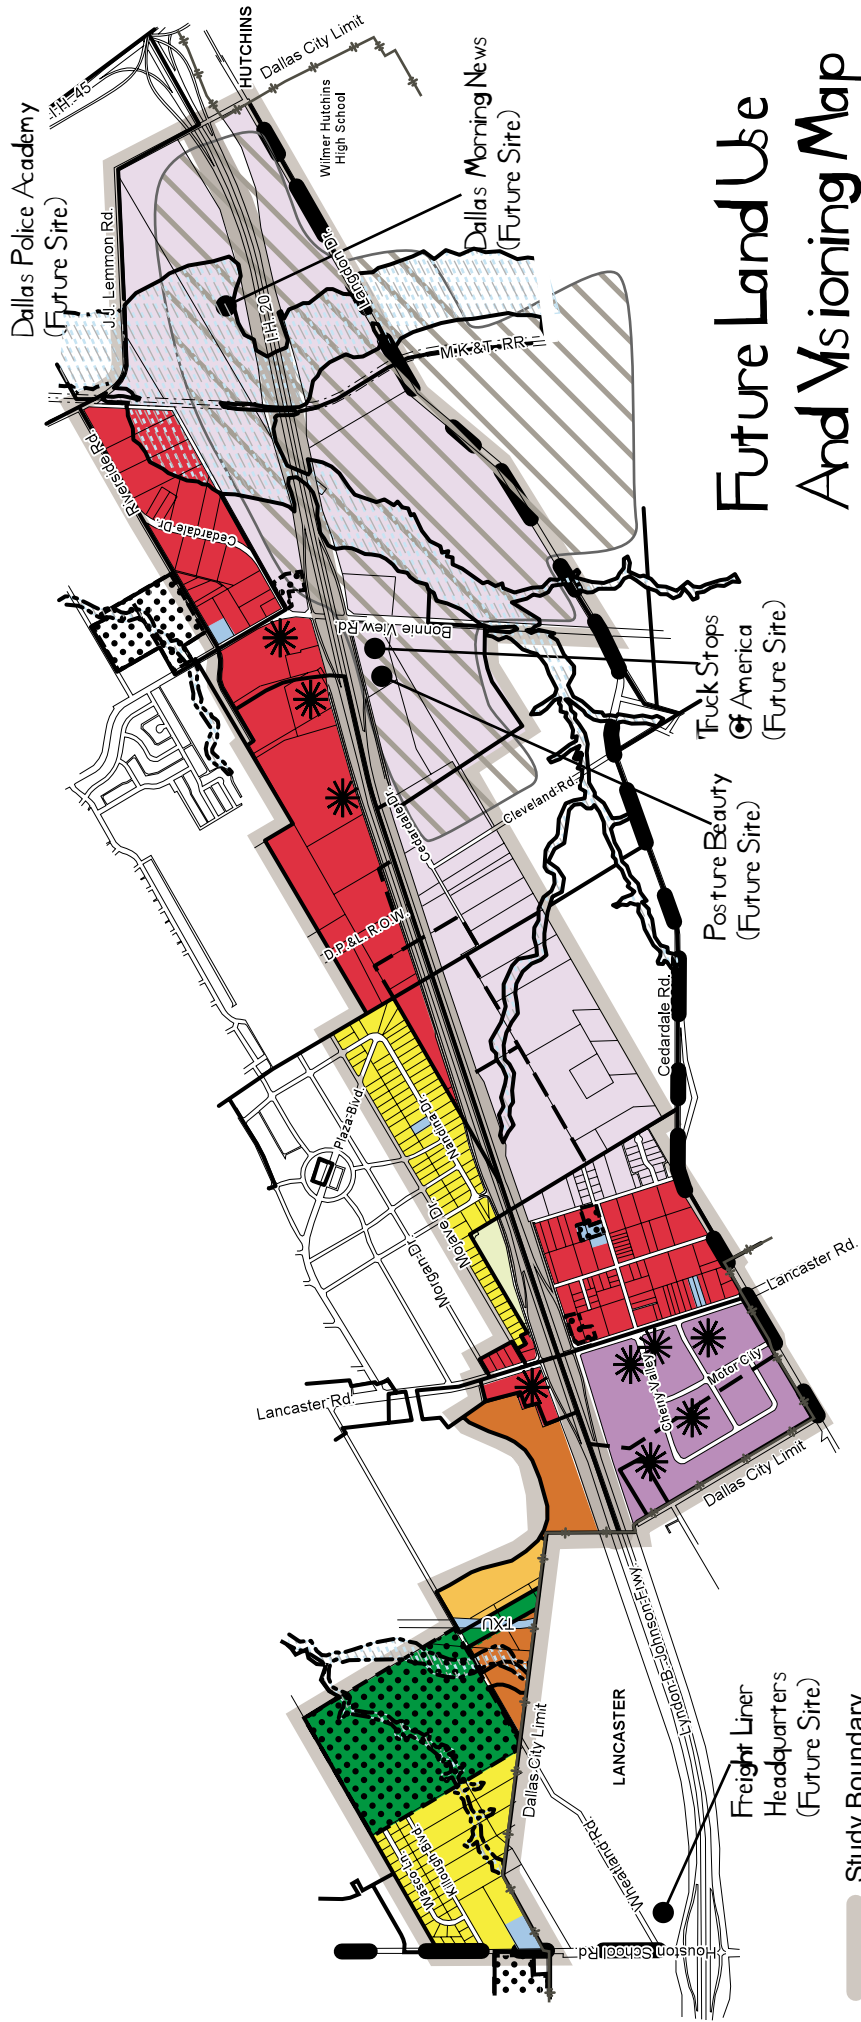 Future Land Use
And Visioning Map
Dallas Police Academy
(Future Site)
I.H. 45
HUTCHINS
Dallas City Limit
Wilmer Hutchins
High School
Dallas Morning News
(Future Site)
J.J. Lemmon Rd.
I.H. 20
Langdon Dr.
M.K.&T. RR
Riverside Rd.
Cedardale Dr.
Bonnie View Rd.
Truck Stops
Of America
(Future Site)
Posture Beauty
(Future Site)
Cedardale Dr.
Cleveland Rd.
D.P.&L. R.O.W.
Cedardale Rd.
Plaza Blvd.
Nandina Dr.
Mojave Dr.
Morgan Dr.
Lancaster Rd.
Lancaster Rd.
Cherry Valley
Motor City
Dallas City Limit
Lyndon B. Johnson Frwy.
TXU
Dallas City Limit
LANCASTER
Freight Liner
Headquarters
(Future Site)
Wheatland Rd.
Wasco Ln.
Killough Blvd.
Houston School Rd
Study Boundary